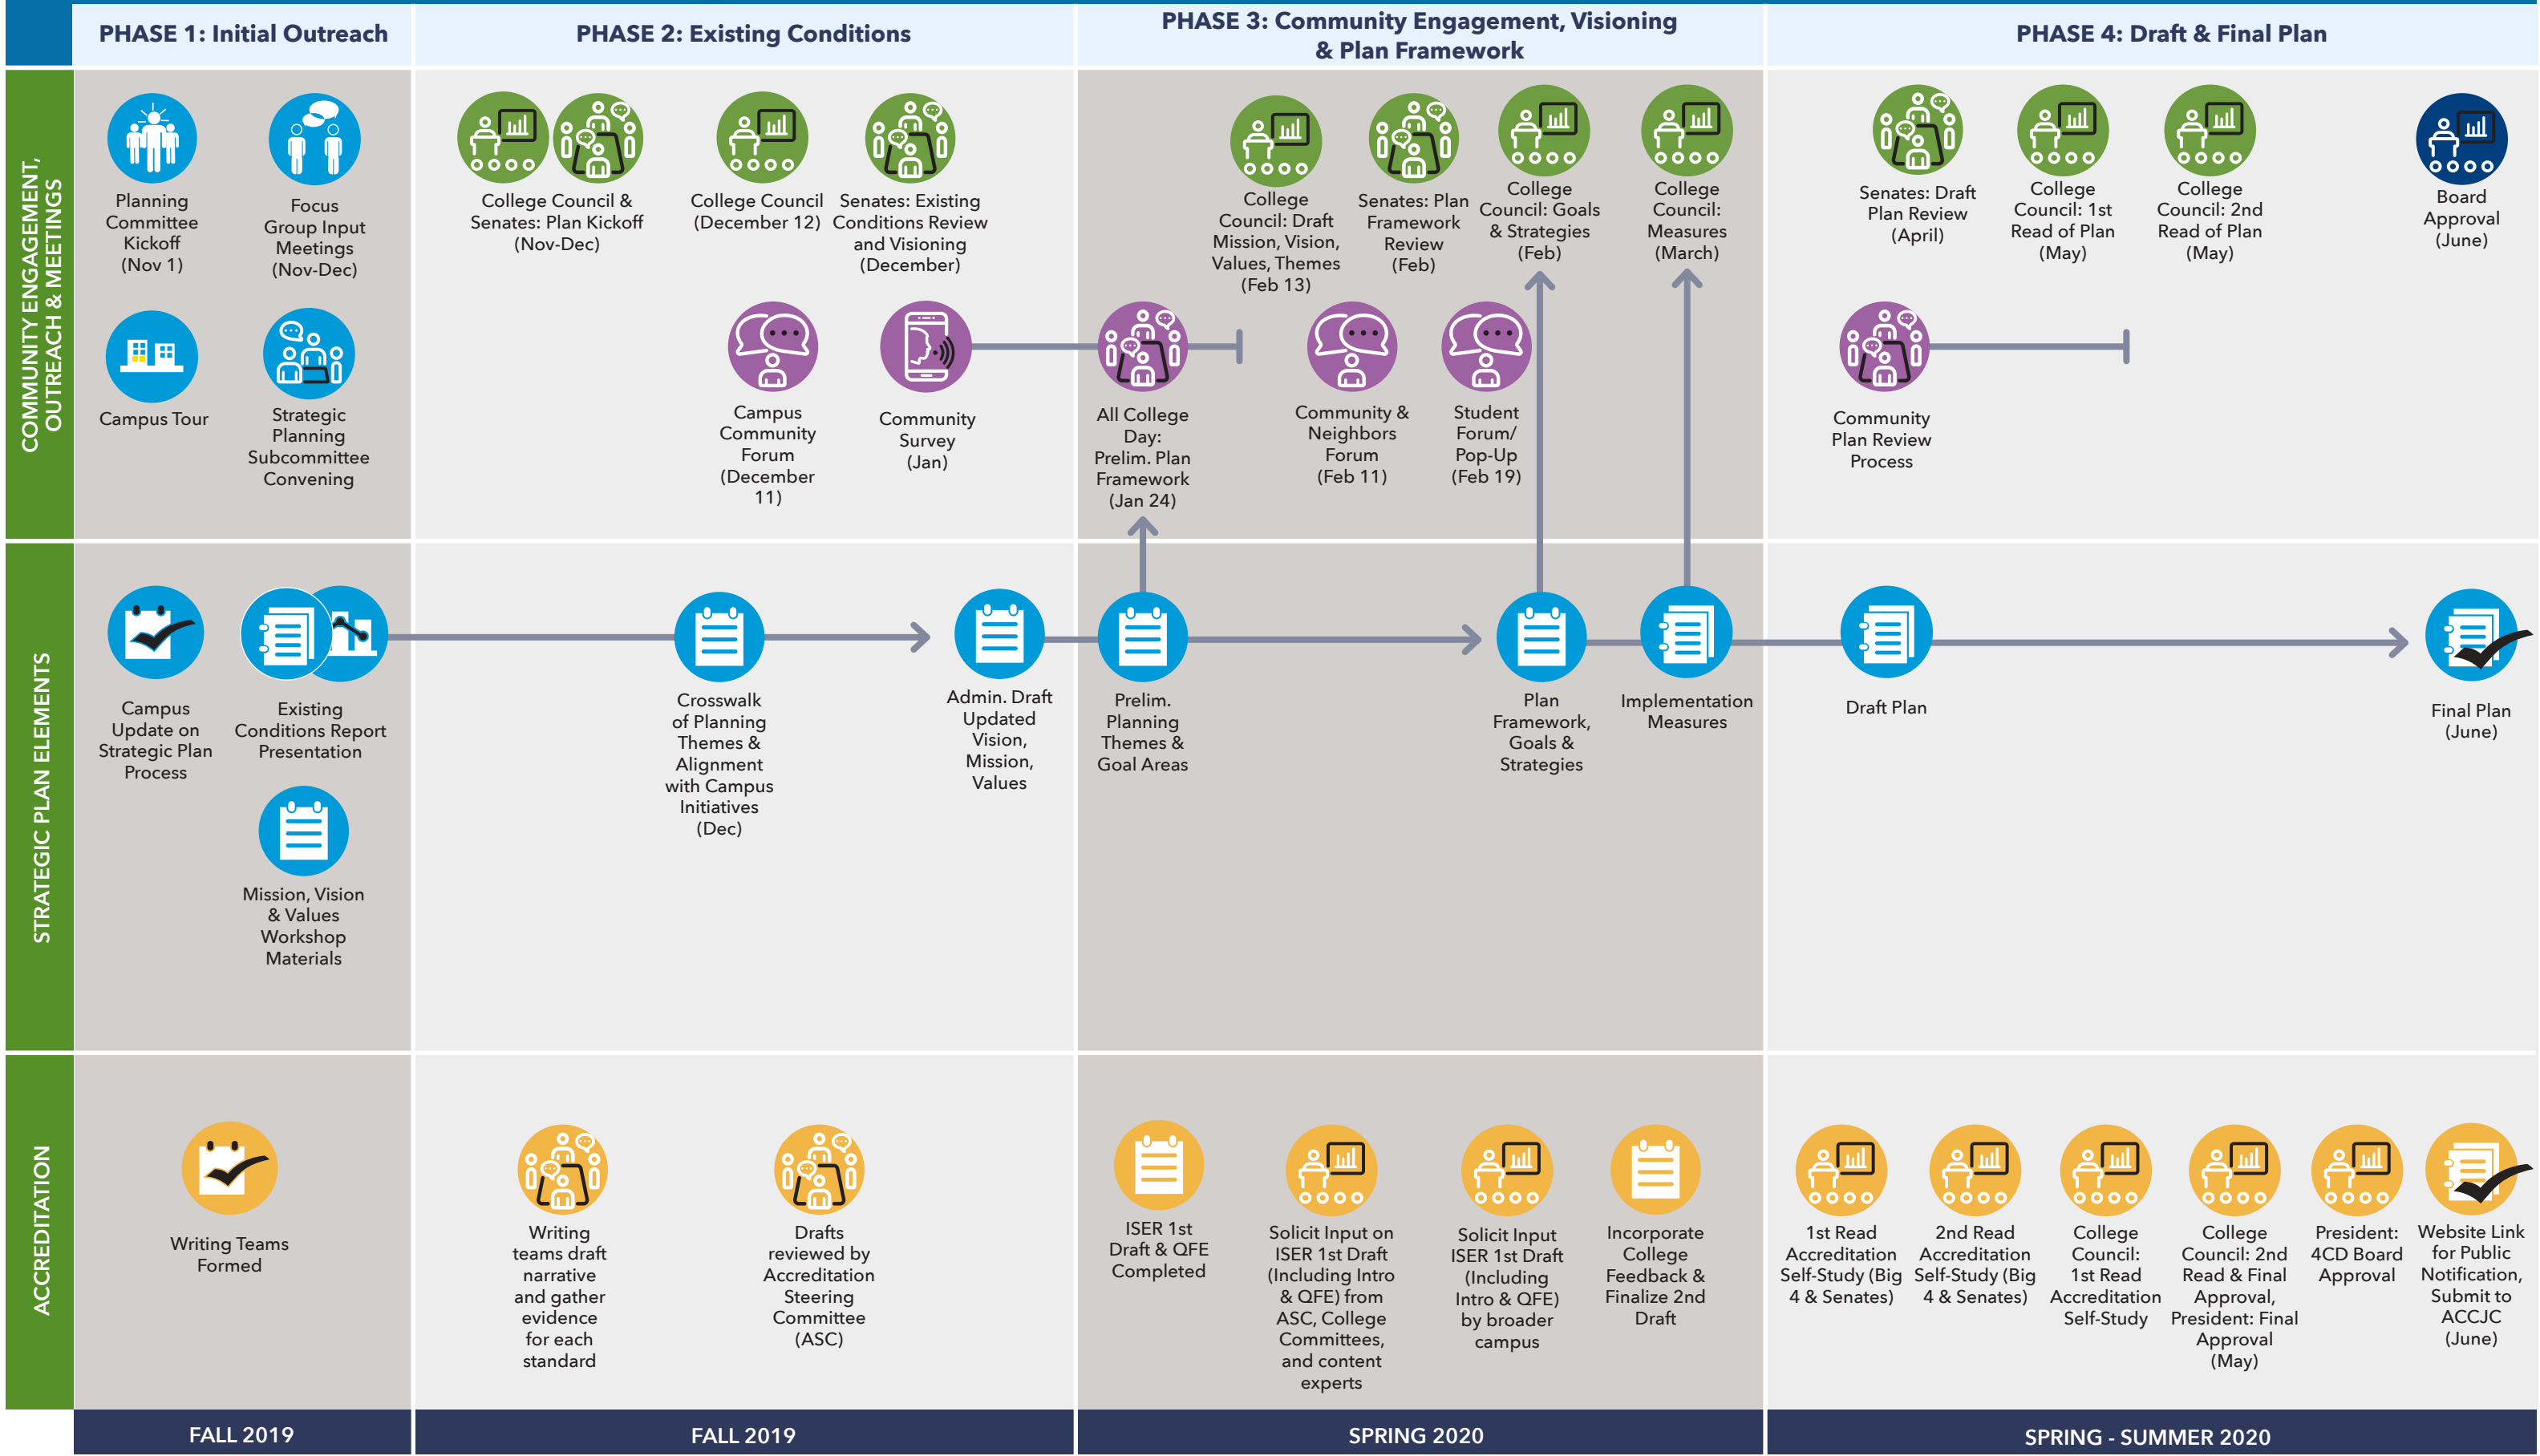 PHASE 1: Initial Outreach
PHASE 2: Existing Conditions
PHASE 3: Community Engagement, Visioning
& Plan Framework
PHASE 4: Draft & Final Plan
COMMUNITY ENGAGEMENT,
OUTREACH & MEETINGS
Planning
Committee
Kickoff
(Nov 1)
Focus
Group Input
Meetings
(Nov-Dec)
Campus Tour
Strategic
Planning
Subcommittee
Convening
College Council &
Senates: Plan Kickoff
(Nov-Dec)
College Council
(December 12)
Senates: Existing
Conditions Review
and Visioning
(December)
Campus
Community
Forum
(December
11)
Community
Survey
(Jan)
College
Council: Draft
Mission, Vision,
Values, Themes
(Feb 13)
Senates: Plan
Framework
Review
(Feb)
College
Council: Goals
& Strategies
(Feb)
College
Council:
Measures
(March)
All College
Day:
Prelim. Plan
Framework
(Jan 24)
Community &
Neighbors
Forum
(Feb 11)
Student
Forum/
Pop-Up
(Feb 19)
Senates: Draft
Plan Review
(April)
College
Council: 1st
Read of Plan
(May)
College
Council: 2nd
Read of Plan
(May)
Board
Approval
(June)
Community
Plan Review
Process
STRATEGIC PLAN ELEMENTS
Campus
Update on
Strategic Plan
Process
Existing
Conditions Report
Presentation
Mission, Vision
& Values
Workshop
Materials
Crosswalk
of Planning
Themes &
Alignment
with Campus
Initiatives
(Dec)
Admin. Draft
Updated
Vision,
Mission,
Values
Prelim.
Planning
Themes &
Goal Areas
Plan
Framework,
Goals &
Strategies
Implementation
Measures
Draft Plan
Final Plan
(June)
ACCREDITATION
Writing Teams
Formed
Writing
teams draft
narrative
and gather
evidence
for each
standard
Drafts
reviewed by
Accreditation
Steering
Committee
(ASC)
ISER 1st
Draft & QFE
Completed
Solicit Input on
ISER 1st Draft
(Including Intro
& QFE) from
ASC, College
Committees,
and content
experts
Solicit Input
ISER 1st Draft
(Including
Intro & QFE)
by broader
campus
Incorporate
College
Feedback &
Finalize 2nd
Draft
1st Read
Accreditation
Self-Study (Big
4 & Senates)
2nd Read
Accreditation
Self-Study (Big
4 & Senates)
College
Council:
1st Read
Accreditation
Self-Study
College
Council: 2nd
Read & Final
Approval,
President: Final
Approval
(May)
President:
4CD Board
Approval
Website Link
for Public
Notification,
Submit to
ACCJC
(June)
FALL 2019
FALL 2019
SPRING 2020
SPRING - SUMMER 2020